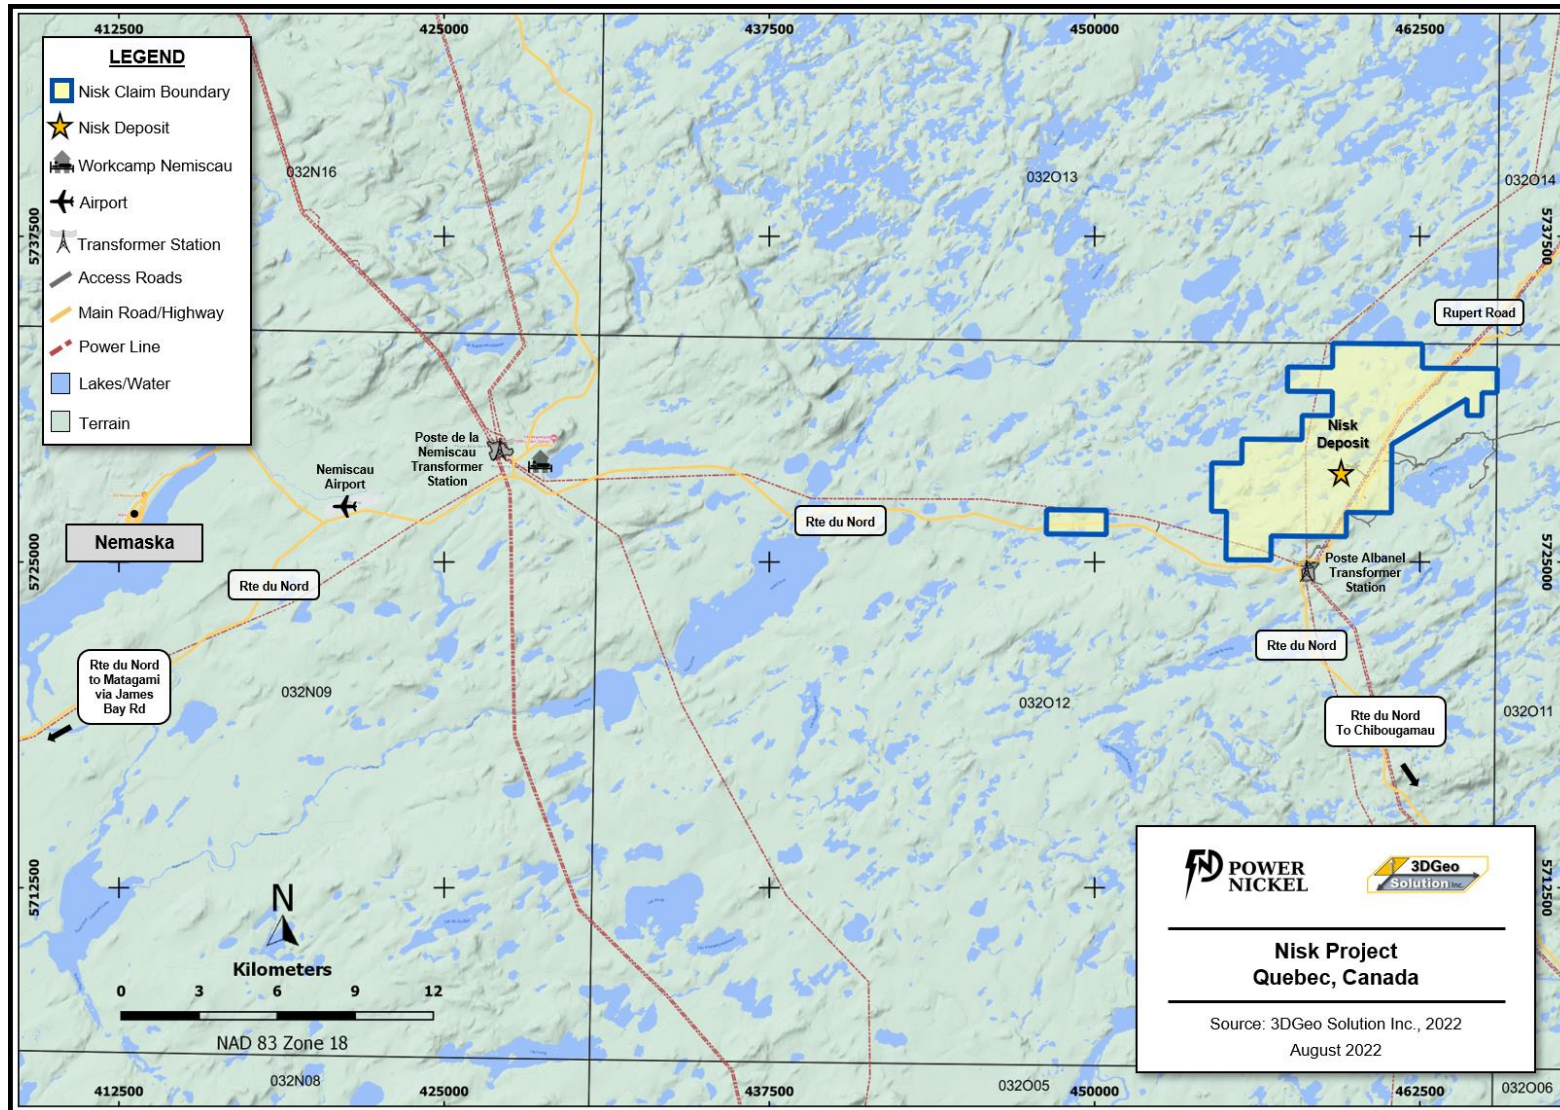 412500
425000
437500
450000
462500
LEGEND
Nisk Claim Boundary
Nisk Deposit
Workcamp Nemiscau
Airport
Transformer Station
Access Roads
Main Road/Highway
Power Line
Lakes/Water
Terrain
032N16
032O13
032O14
5737500
5737500
Rupert Road
Nisk
Deposit
Poste de la
Nemiscau
Transformer
Station
Nemiscau
Airport
Rte du Nord
Nemaska
5725000
5725000
Poste Albanel
Transformer
Station
Rte du Nord
Rte du Nord
Rte du Nord
to Matagami
via James
Bay Rd
032N09
032O12
032O11
Rte du Nord
To Chibougamau
5712500
5712500
N
Kilometers
0 3 6 9 12
NAD 83 Zone 18
POWER
NICKEL
3DGeo
Solution Inc.
Nisk Project
Quebec, Canada
Source: 3DGeo Solution Inc., 2022
August 2022
032N08
032O05
032O06
412500
425000
437500
450000
462500